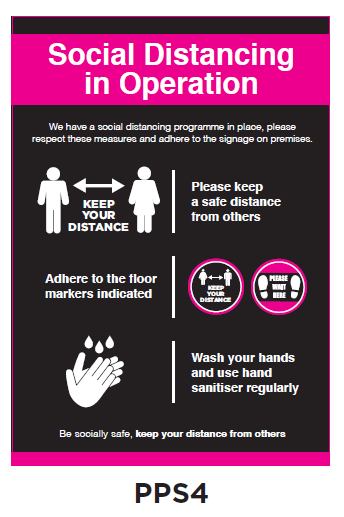 Social Distancing
in Operation
We have a social distancing programme in place, please
respect these measures and adhere to the signage on premises.
KEEP
YOUR
DISTANCE
Please keep
a safe distance
from others
Adhere to the floor
markers indicated
KEEP
YOUR
DISTANCE
PLEASE
WAIT
HERE
Wash your hands
and use hand
sanitiser regularly
Be socially safe, keep your distance from others
PPS4